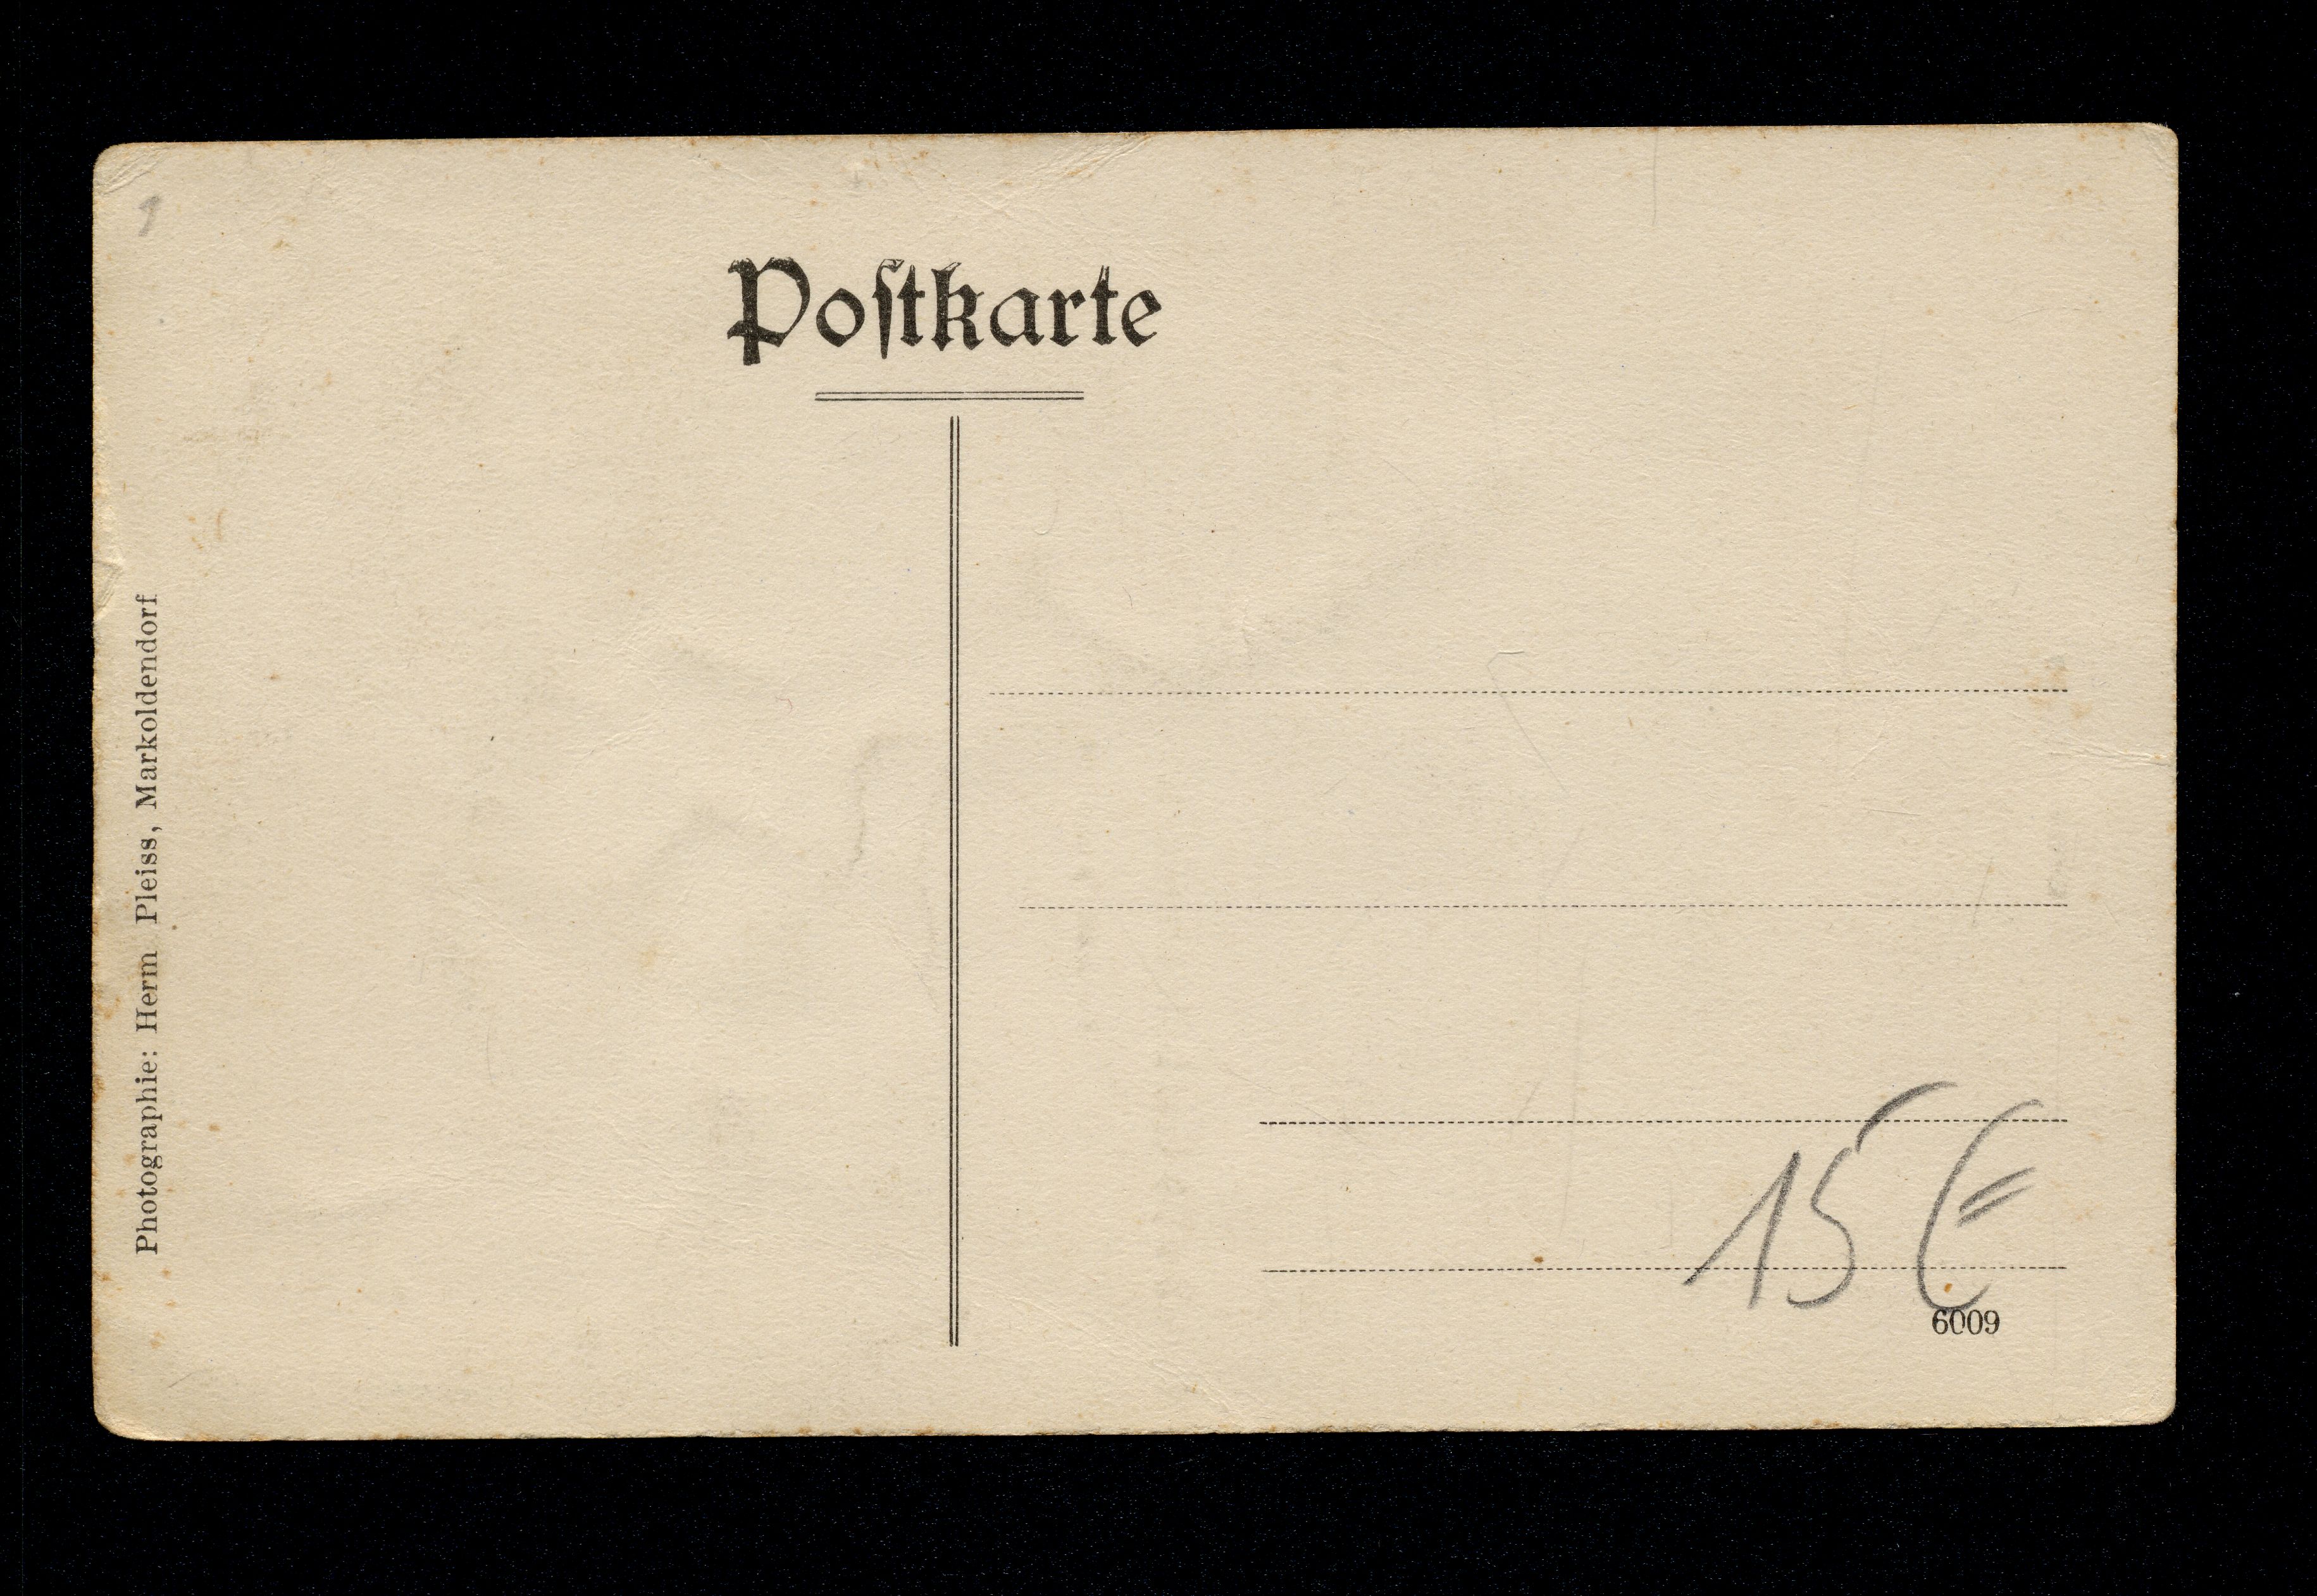 Poſtkarte
Photographie: Herm Pleiss, Markoldendorf
15 €
6009